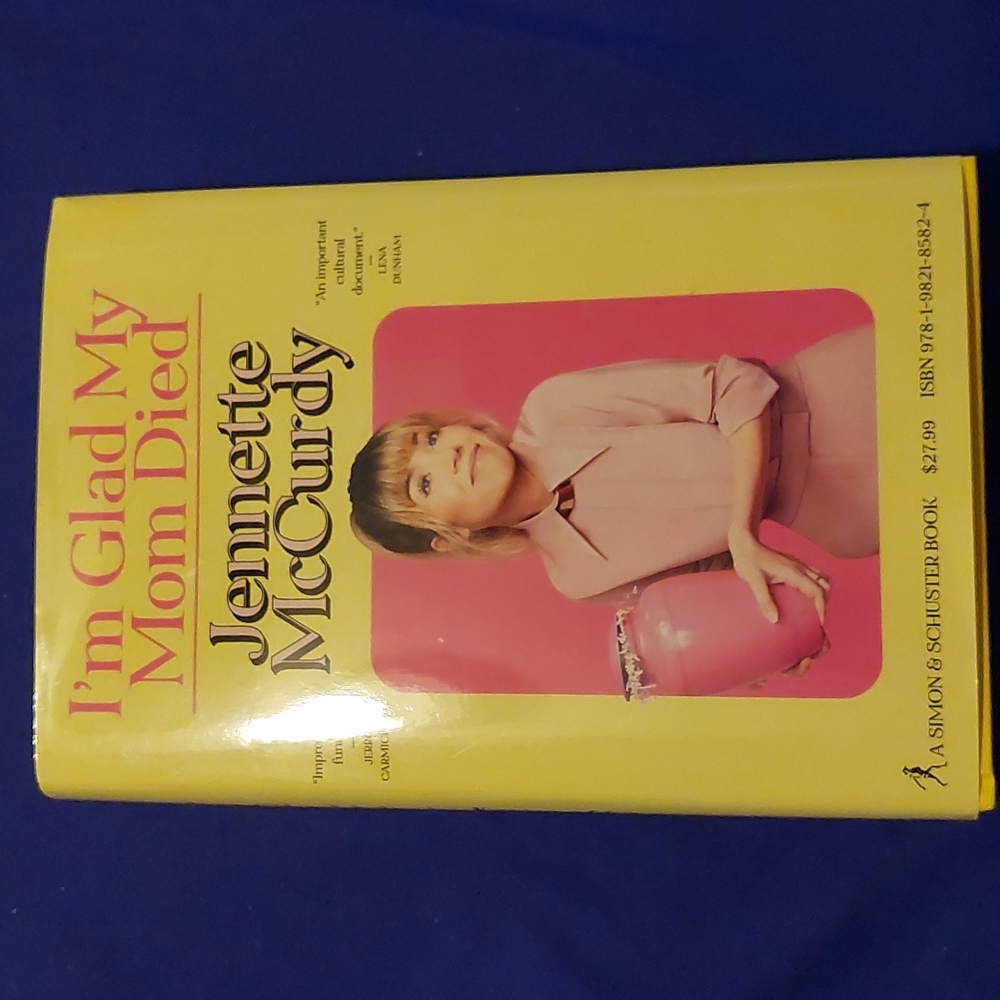 I'm Glad My
Mom Died
Jennette
McCurdy
"An important
cultural
document."
—
LENA
DUNHAM
A SIMON & SCHUSTER BOOK $27.99 ISBN 978-1-9821-8582-4